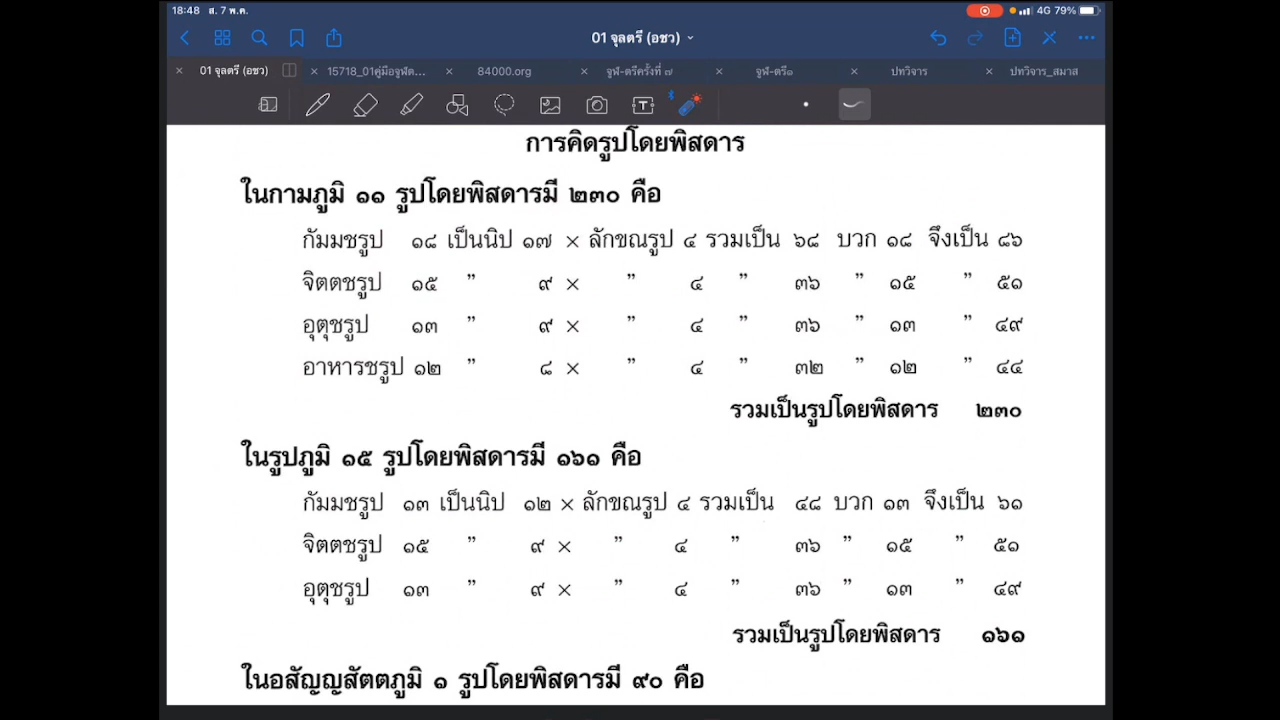 18:48 ส. 7 พ.ค. 4G 79%
01 จุลตรี (อชว)
01 จุลตรี (อชว) 15718_01คู่มือจูฬัต... 84000.org จูฬ-ตรีครั้งที่ ๗ จูฬ-ตรี๑ ปทวิจาร ปทวิจาร_สมาส
การคิดรูปโดยพิสดาร
ในกามภูมิ ๑๑ รูปโดยพิสดารมี ๒๓๐ คือ
กัมมชรูป ๑๘ เป็นนิป ๑๗ × ลักขณรูป ๔ รวมเป็น ๖๘ บวก ๑๘ จึงเป็น ๘๖
จิตตชรูป ๑๕ ” ๙ × ” ๔ ” ๓๖ ” ๑๕ ” ๕๑
อุตุชรูป ๑๓ ” ๙ × ” ๔ ” ๓๖ ” ๑๓ ” ๔๙
อาหารชรูป ๑๒ ” ๘ × ” ๔ ” ๓๒ ” ๑๒ ” ๔๔
รวมเป็นรูปโดยพิสดาร ๒๓๐
ในรูปภูมิ ๑๕ รูปโดยพิสดารมี ๑๖๑ คือ
กัมมชรูป ๑๓ เป็นนิป ๑๒ × ลักขณรูป ๔ รวมเป็น ๔๘ บวก ๑๓ จึงเป็น ๖๑
จิตตชรูป ๑๕ ” ๙ × ” ๔ ” ๓๖ ” ๑๕ ” ๕๑
อุตุชรูป ๑๓ ” ๙ × ” ๔ ” ๓๖ ” ๑๓ ” ๔๙
รวมเป็นรูปโดยพิสดาร ๑๖๑
ในอสัญญสัตตภูมิ ๑ รูปโดยพิสดารมี ๙๐ คือ